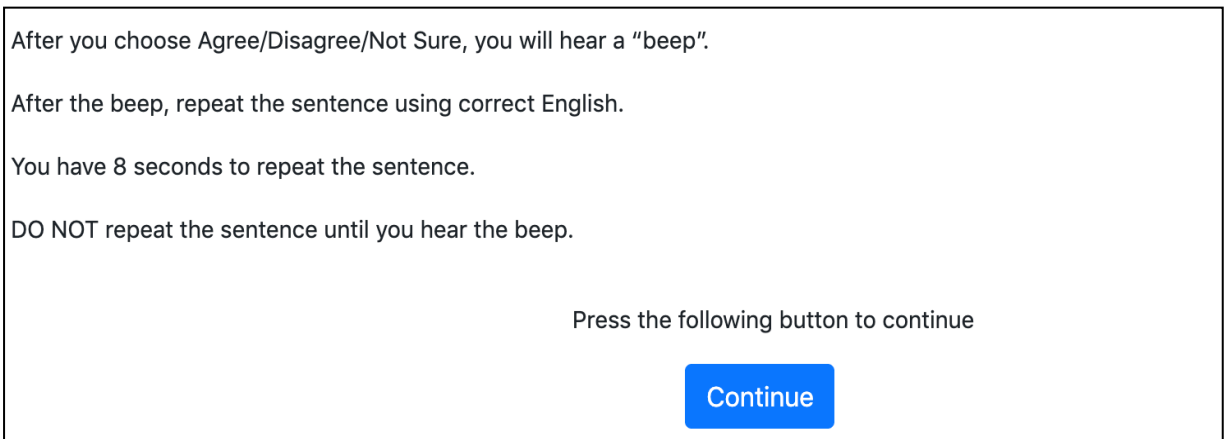 After you choose Agree/Disagree/Not Sure, you will hear a “beep”.
After the beep, repeat the sentence using correct English.
You have 8 seconds to repeat the sentence.
DO NOT repeat the sentence until you hear the beep.
Press the following button to continue
Continue